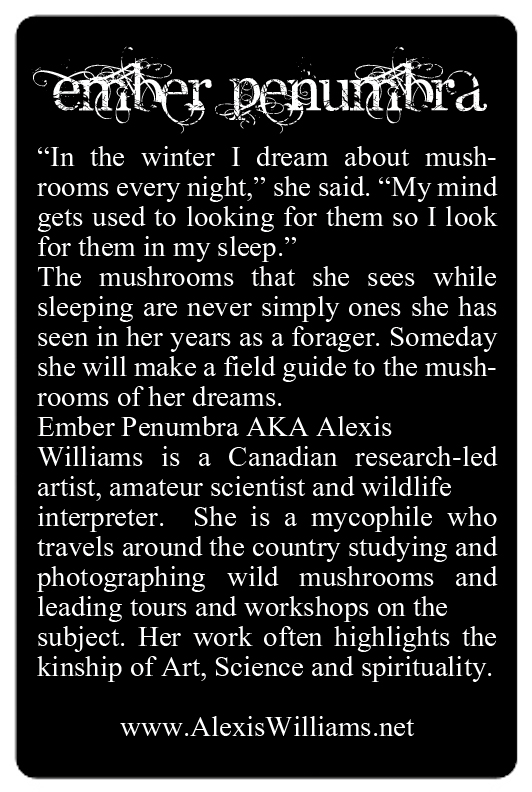 ember penumbra
“In the winter I dream about mush-
rooms every night,” she said. “My mind
gets used to looking for them so I look
for them in my sleep.”
The mushrooms that she sees while
sleeping are never simply ones she has
seen in her years as a forager. Someday
she will make a field guide to the mush-
rooms of her dreams.
Ember Penumbra AKA Alexis
Williams is a Canadian research-led
artist, amateur scientist and wildlife
interpreter.  She is a mycophile who
travels around the country studying and
photographing wild mushrooms and
leading tours and workshops on the
subject. Her work often highlights the
kinship of Art, Science and spirituality.
www.AlexisWilliams.net